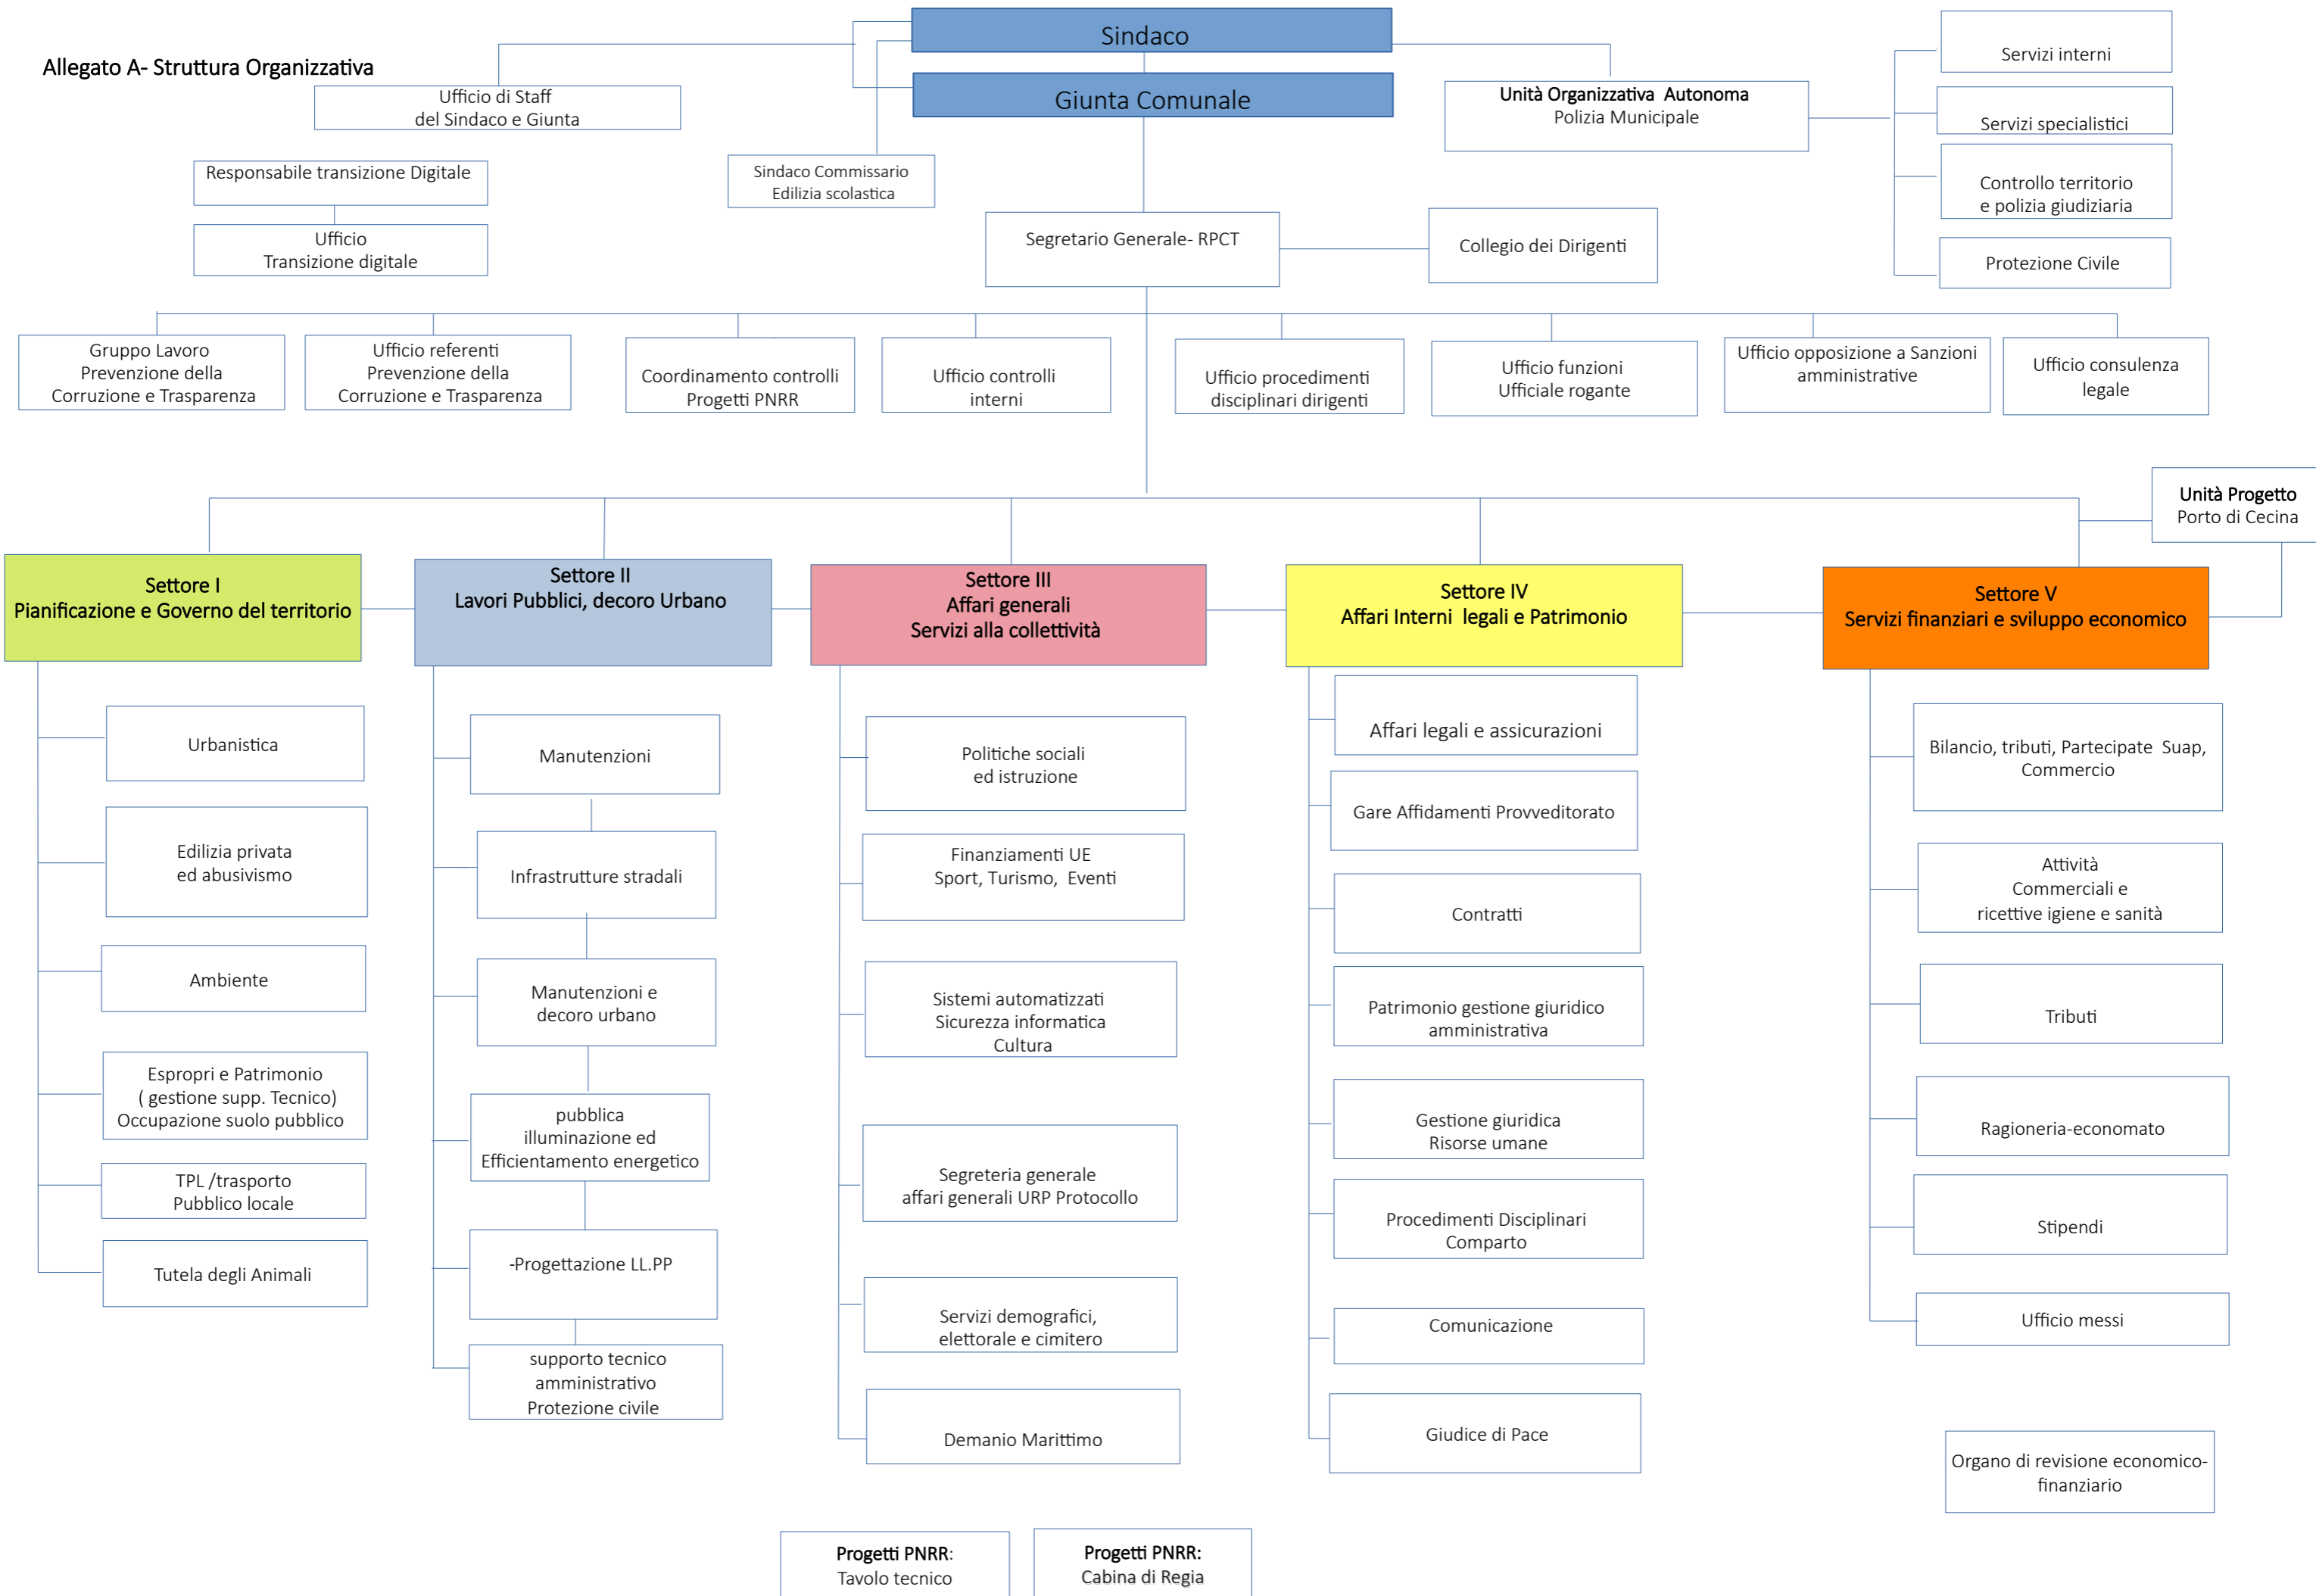 Allegato A- Struttura Organizzativa
Sindaco
Giunta Comunale
Ufficio di Staff
del Sindaco e Giunta
Unità Organizzativa  Autonoma
Polizia Municipale
Servizi interni
Servizi specialistici
Controllo territorio
e polizia giudiziaria
Protezione Civile
Responsabile transizione Digitale
Ufficio
Transizione digitale
Sindaco Commissario
Edilizia scolastica
Segretario Generale- RPCT
Collegio dei Dirigenti
Gruppo Lavoro
Prevenzione della
Corruzione e Trasparenza
Ufficio referenti
Prevenzione della
Corruzione e Trasparenza
Coordinamento controlli
Progetti PNRR
Ufficio controlli
interni
Ufficio procedimenti
disciplinari dirigenti
Ufficio funzioni
Ufficiale rogante
Ufficio opposizione a Sanzioni
amministrative
Ufficio consulenza
legale
Unità Progetto
Porto di Cecina
Settore I
Pianificazione e Governo del territorio
Settore II
Lavori Pubblici, decoro Urbano
Settore III
Affari generali
Servizi alla collettività
Settore IV
Affari Interni  legali e Patrimonio
Settore V
Servizi finanziari e sviluppo economico
Urbanistica
Edilizia privata
ed abusivismo
Ambiente
Espropri e Patrimonio
( gestione supp. Tecnico)
Occupazione suolo pubblico
TPL /trasporto
Pubblico locale
Tutela degli Animali
Manutenzioni
Infrastrutture stradali
Manutenzioni e
decoro urbano
pubblica
illuminazione ed
Efficientamento energetico
-Progettazione LL.PP
supporto tecnico
amministrativo
Protezione civile
Politiche sociali
ed istruzione
Finanziamenti UE
Sport, Turismo,  Eventi
Sistemi automatizzati
Sicurezza informatica
Cultura
Segreteria generale
affari generali URP Protocollo
Servizi demografici,
elettorale e cimitero
Demanio Marittimo
Affari legali e assicurazioni
Gare Affidamenti Provveditorato
Contratti
Patrimonio gestione giuridico
amministrativa
Gestione giuridica
Risorse umane
Procedimenti Disciplinari
Comparto
Comunicazione
Giudice di Pace
Bilancio, tributi, Partecipate  Suap,
Commercio
Attività
Commerciali e
ricettive igiene e sanità
Tributi
Ragioneria-economato
Stipendi
Ufficio messi
Organo di revisione economico-
finanziario
Progetti PNRR:
Tavolo tecnico
Progetti PNRR:
Cabina di Regia